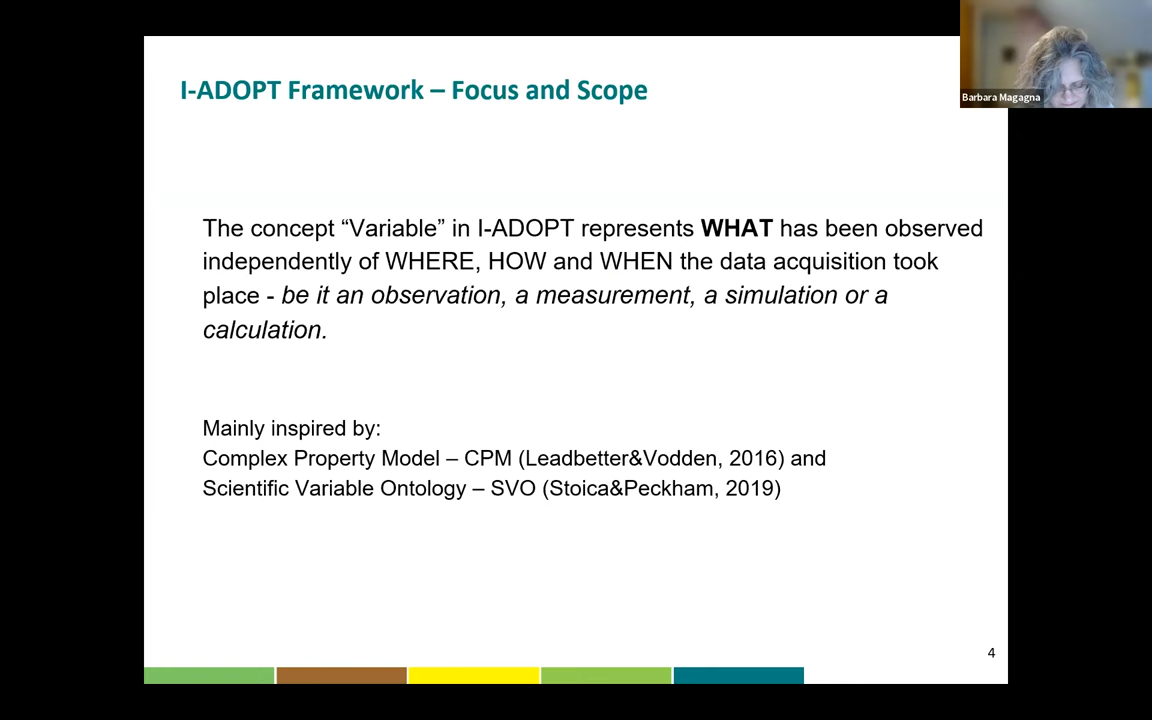 I-ADOPT Framework – Focus and Scope
Barbara Magagna
The concept “Variable” in I-ADOPT represents WHAT has been observed
independently of WHERE, HOW and WHEN the data acquisition took
place - be it an observation, a measurement, a simulation or a
calculation.
Mainly inspired by:
Complex Property Model – CPM (Leadbetter&Vodden, 2016) and
Scientific Variable Ontology – SVO (Stoica&Peckham, 2019)
4